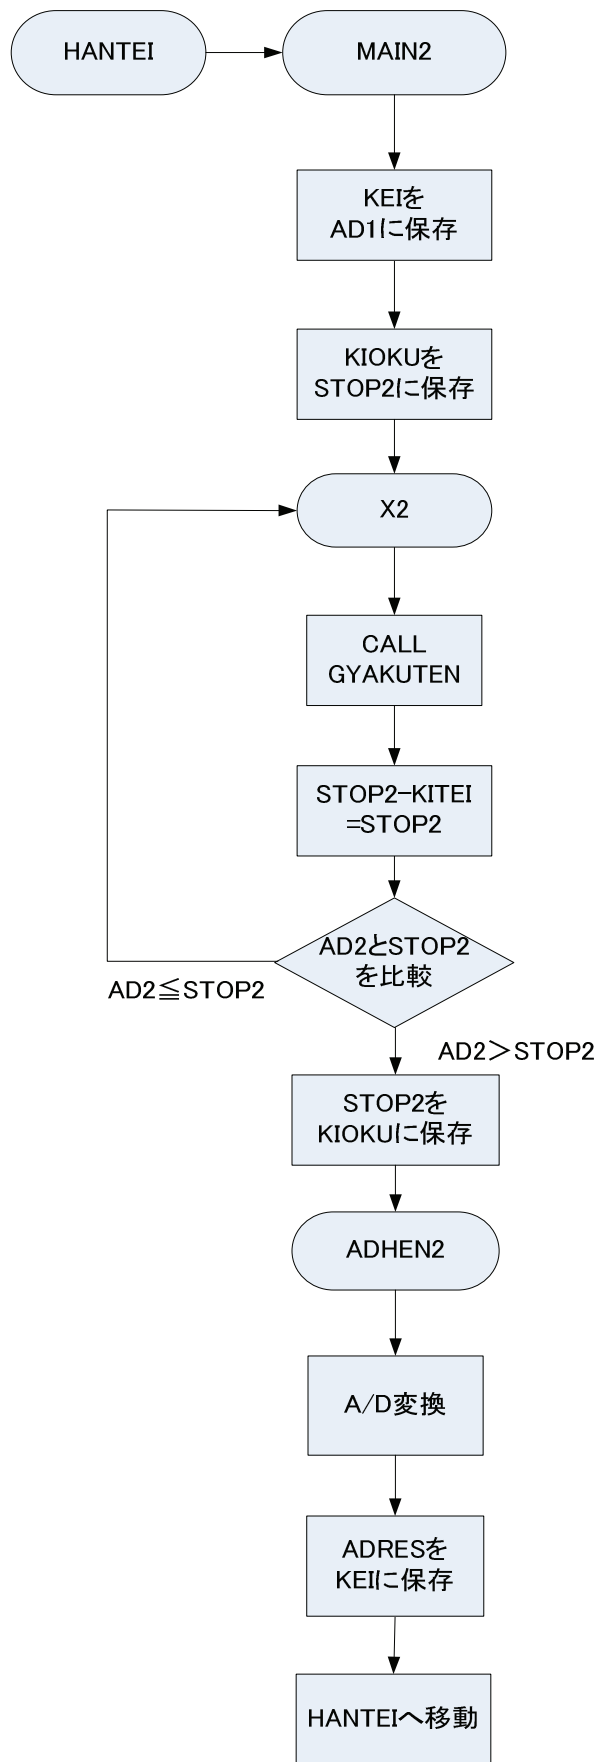 HANTEI
MAIN2
KEIを
AD1に保存
KIOKUを
STOP2に保存
X2
CALL
GYAKUTEN
STOP2-KITEI
=STOP2
AD2とSTOP2
を比較
AD2≦STOP2
AD2＞STOP2
STOP2を
KIOKUに保存
ADHEN2
A/D変換
ADRESを
KEIに保存
HANTEIへ移動